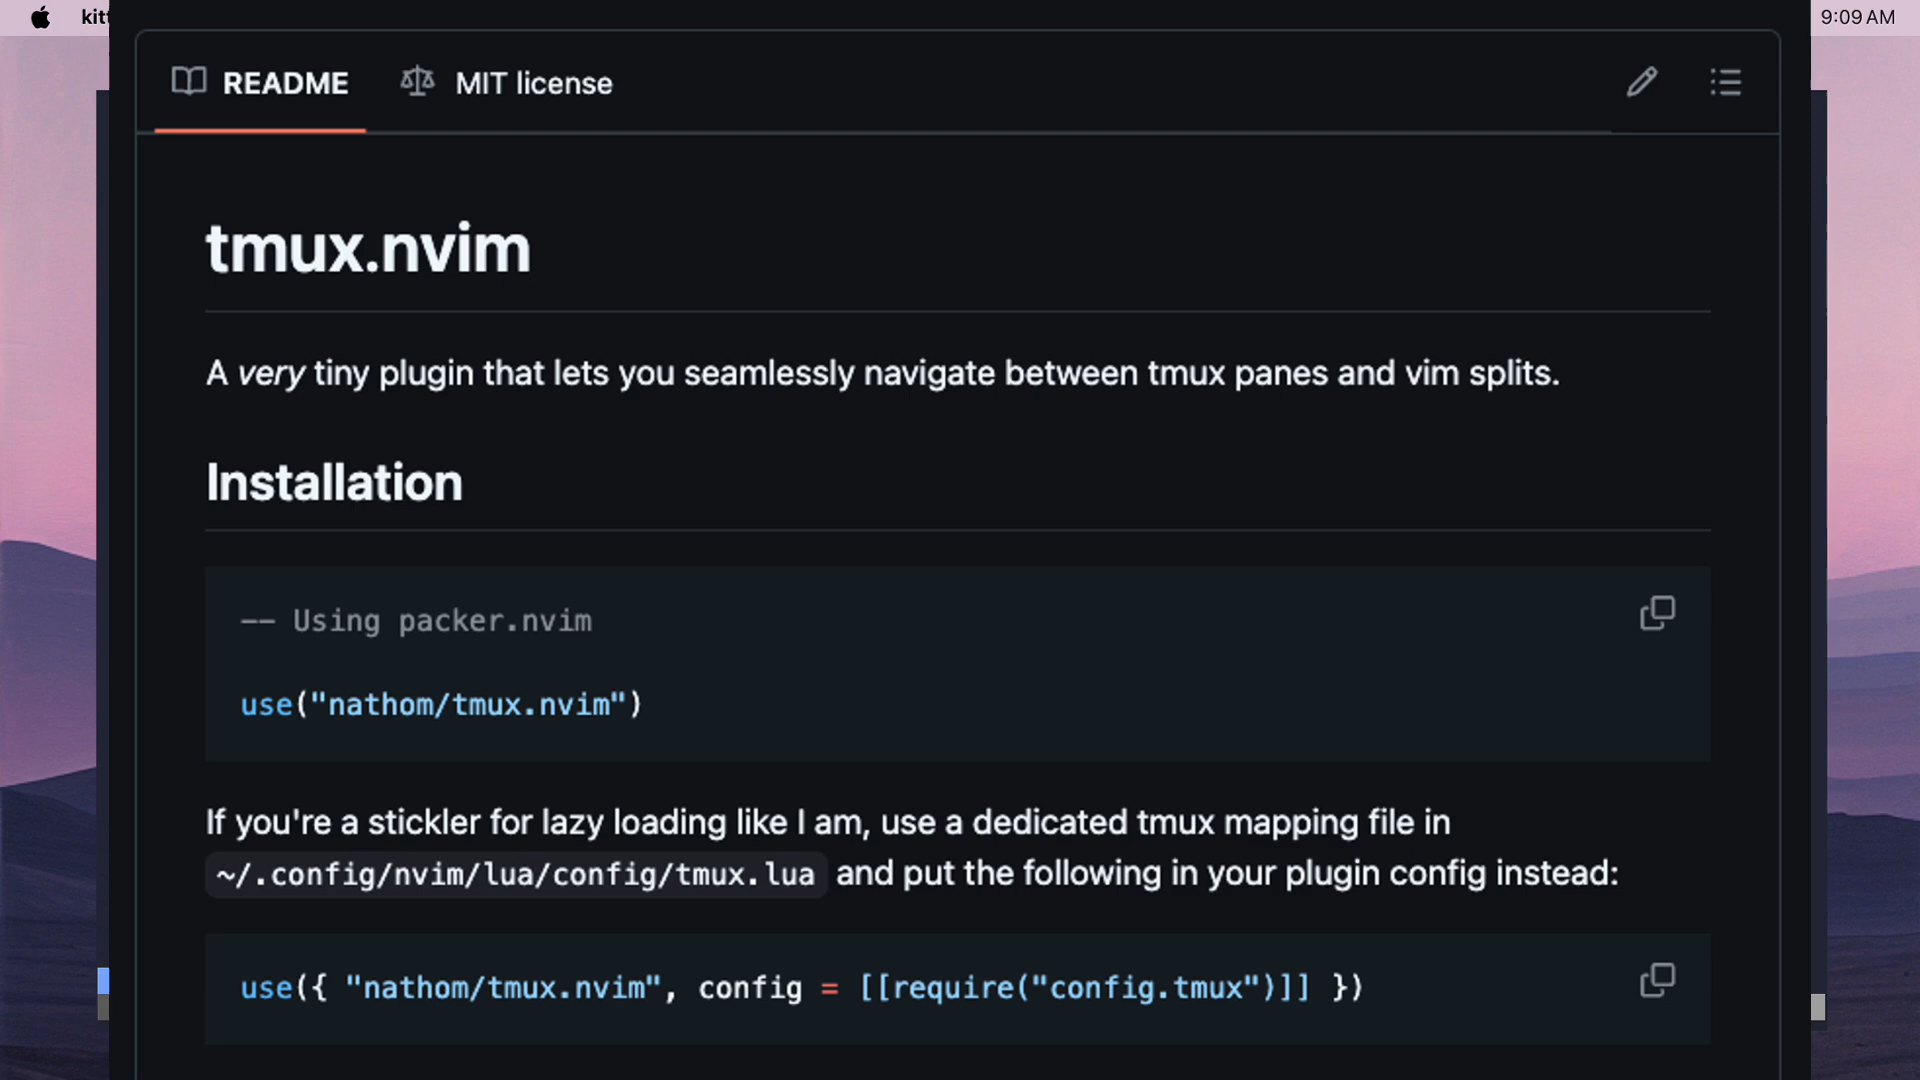 kit
9:09 AM
README
MIT license
tmux.nvim
A very tiny plugin that lets you seamlessly navigate between tmux panes and vim splits.
Installation
-- Using packer.nvim
use("nathom/tmux.nvim")
If you're a stickler for lazy loading like I am, use a dedicated tmux mapping file in
~/.config/nvim/lua/config/tmux.lua and put the following in your plugin config instead:
use({ "nathom/tmux.nvim", config = [[require("config.tmux")]] })